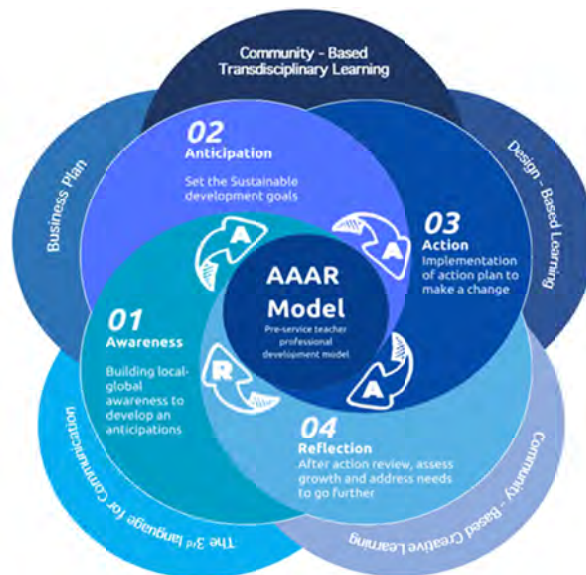 Community - Based
Transdisciplinary Learning
Business Plan
Design - Based Learning
02
Anticipation
Set the Sustainable
development goals
03
Action
Implementation
of action plan to
make a change
A
A
AAAR
Model
Pre-service teacher
professional
development model
01
Awareness
Building local-
global
awareness to
develop an
anticipations
R
A
04
Reflection
After action review, assess
growth and address needs
to go further
The 3rd language for Communication
Community - Based Creative Learning